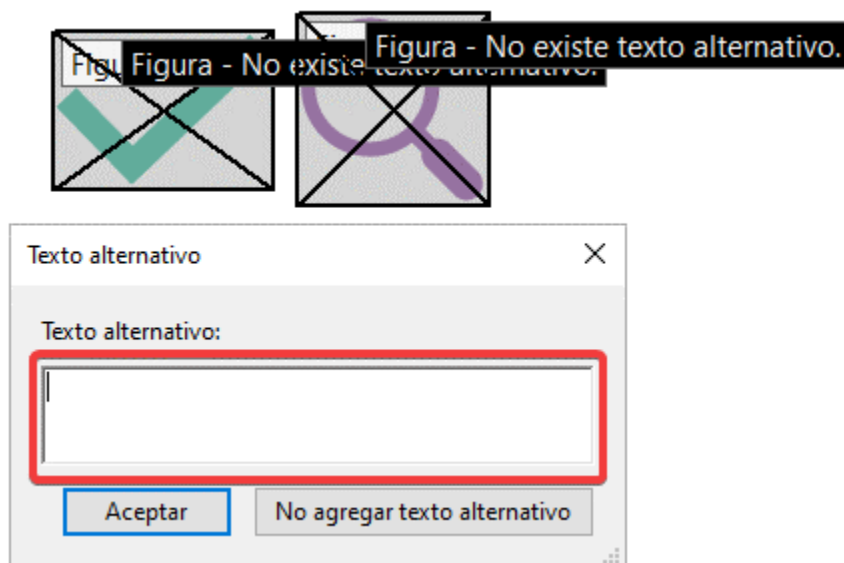 Figu
Figura - No existe texto alternativo.
Figura - No existe texto alternativo.
Texto alternativo
Texto alternativo:
Aceptar
No agregar texto alternativo